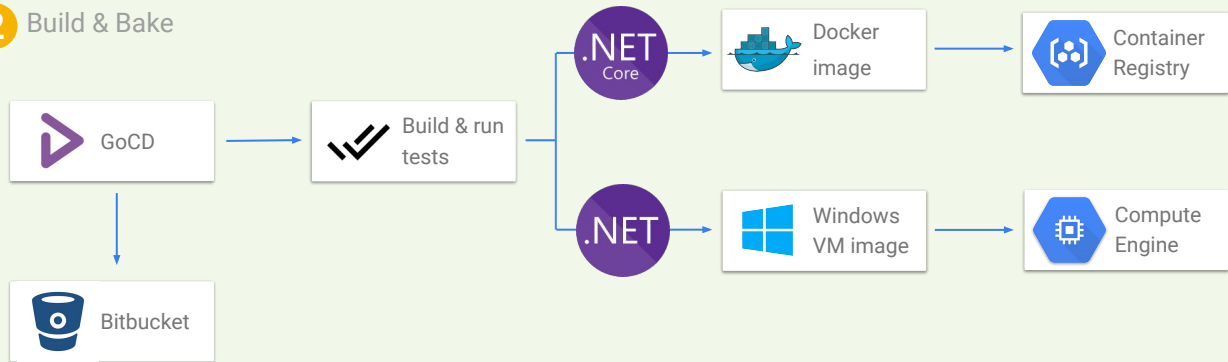 2 Build & Bake
.NET
Core
Docker
image
Container
Registry
GoCD
Build & run
tests
.NET
Windows
VM image
Compute
Engine
Bitbucket